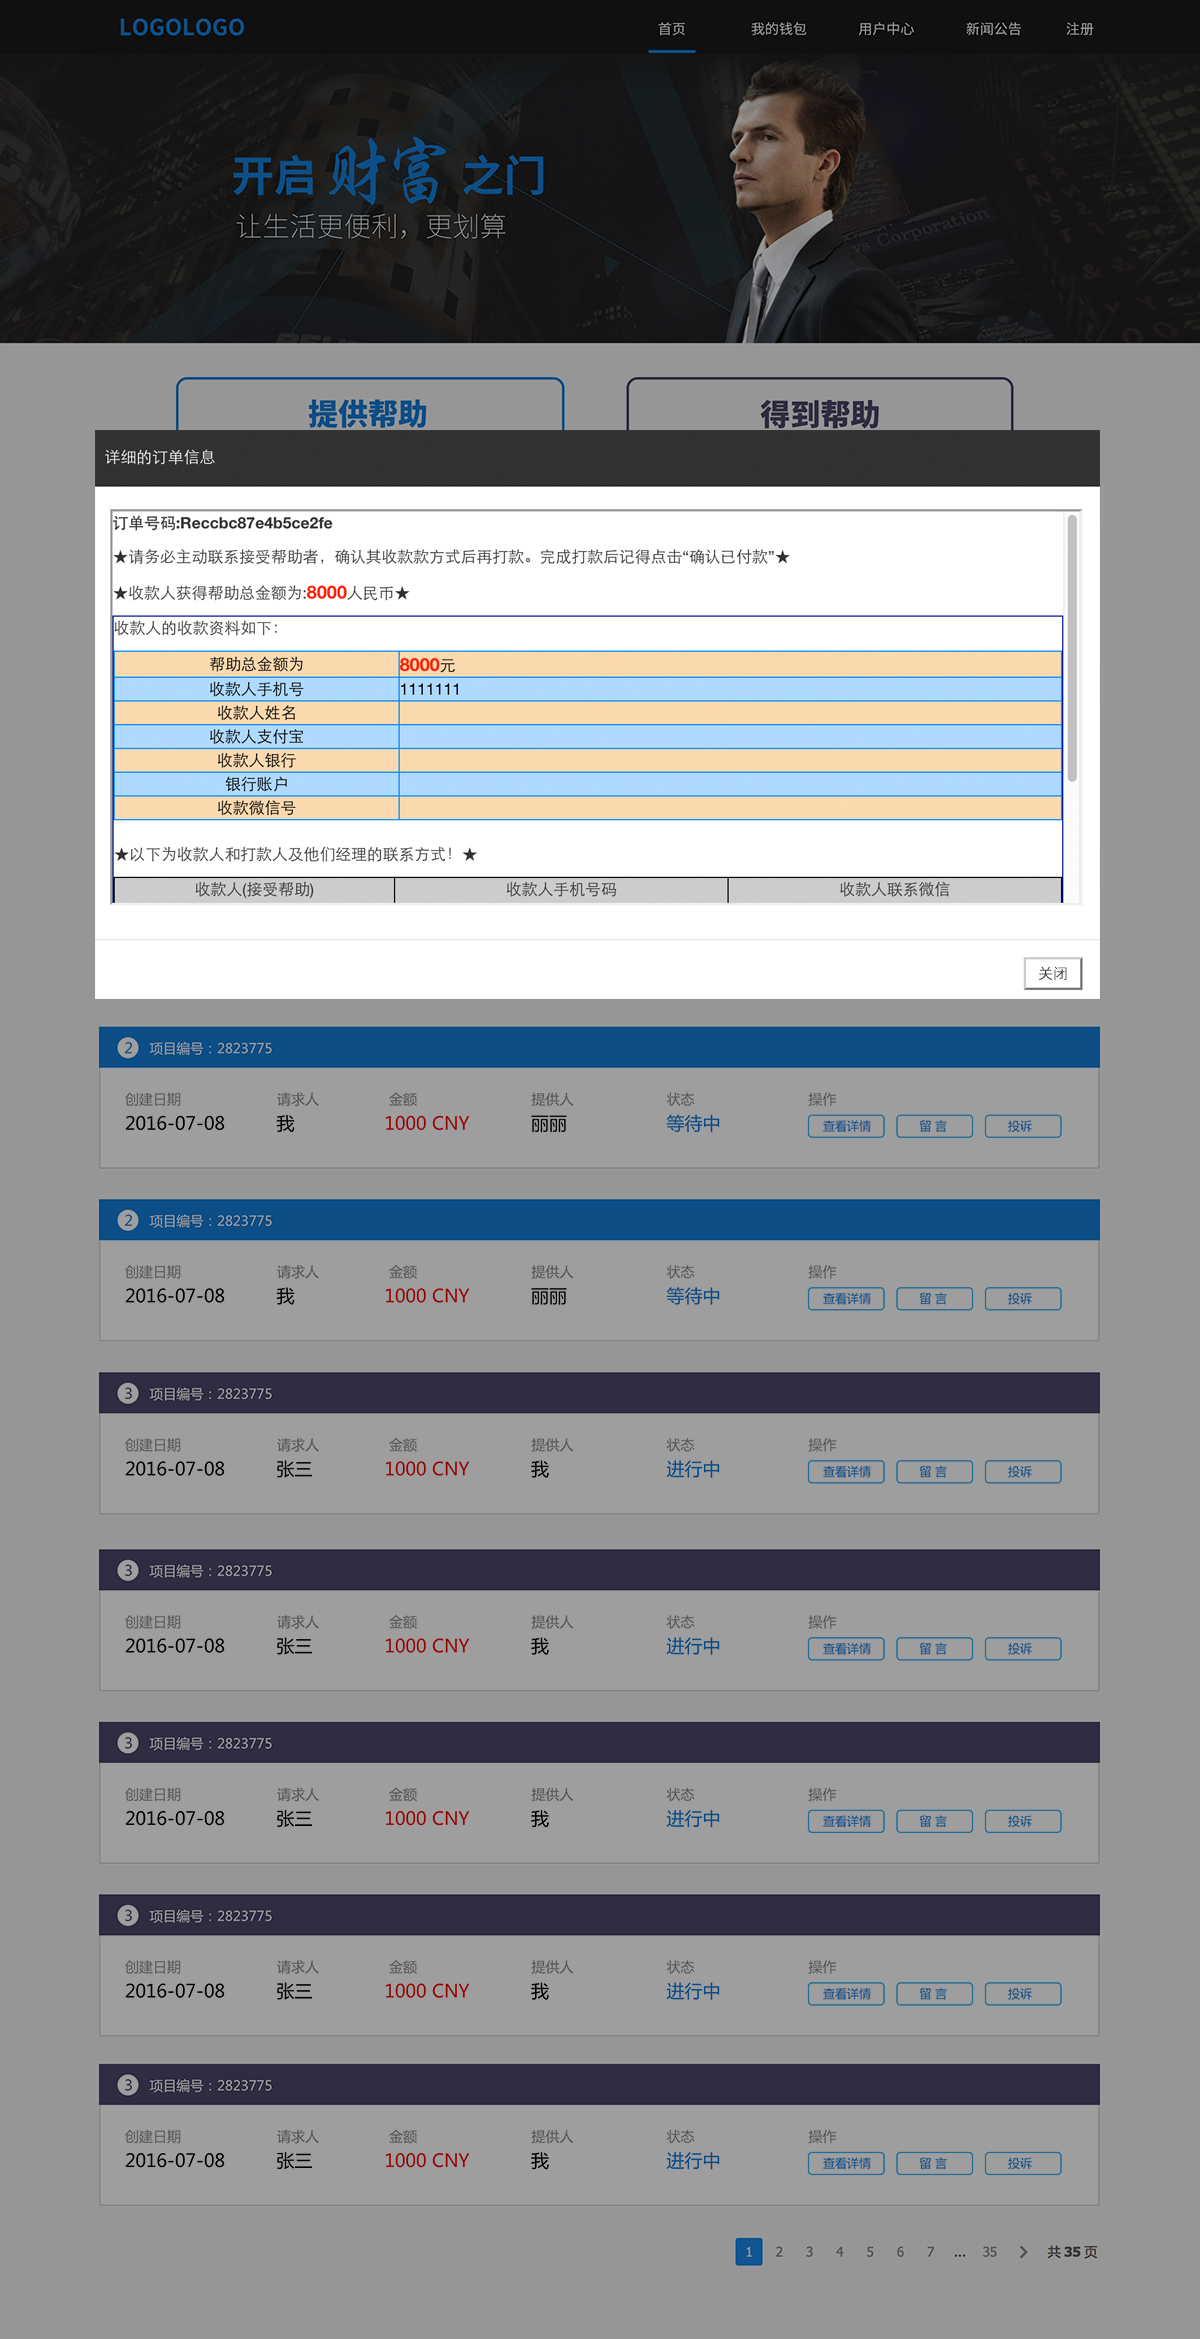 LOGOLOGO
首页 我的钱包 用户中心 新闻公告 注册
开启 财富 之门
让生活更便利，更划算
rs Corporation
提供帮助 得到帮助
详细的订单信息
订单号码:Reccbc87e4b5ce2fe
★请务必主动联系接受帮助者，确认其收款款方式后再打款。完成打款后记得点击“确认已付款”★
★收款人获得帮助总金额为:8000人民币★
收款人的收款资料如下：
帮助总金额为 8000元
收款人手机号 1111111
收款人姓名
收款人支付宝
收款人银行
银行账户
收款微信号
★以下为收款人和打款人及他们经理的联系方式！★
收款人(接受帮助) 收款人手机号码 收款人联系微信
关闭
2 项目编号：2823775
创建日期 请求人 金额 提供人 状态 操作
2016-07-08 我 1000 CNY 丽丽 等待中 查看详情 留 言 投诉
2 项目编号：2823775
创建日期 请求人 金额 提供人 状态 操作
2016-07-08 我 1000 CNY 丽丽 等待中 查看详情 留 言 投诉
3 项目编号：2823775
创建日期 请求人 金额 提供人 状态 操作
2016-07-08 张三 1000 CNY 我 进行中 查看详情 留 言 投诉
3 项目编号：2823775
创建日期 请求人 金额 提供人 状态 操作
2016-07-08 张三 1000 CNY 我 进行中 查看详情 留 言 投诉
3 项目编号：2823775
创建日期 请求人 金额 提供人 状态 操作
2016-07-08 张三 1000 CNY 我 进行中 查看详情 留 言 投诉
3 项目编号：2823775
创建日期 请求人 金额 提供人 状态 操作
2016-07-08 张三 1000 CNY 我 进行中 查看详情 留 言 投诉
3 项目编号：2823775
创建日期 请求人 金额 提供人 状态 操作
2016-07-08 张三 1000 CNY 我 进行中 查看详情 留 言 投诉
1 2 3 4 5 6 7 ... 35 > 共 35 页